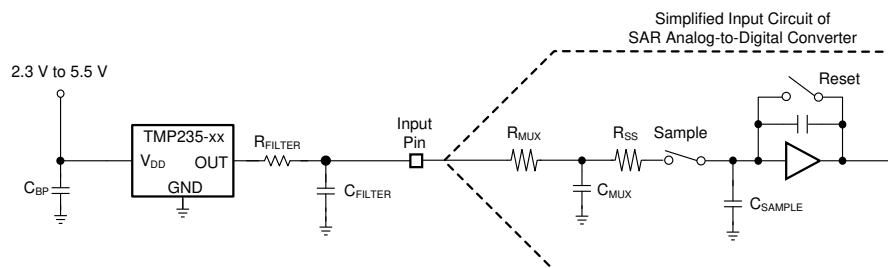 Simplified Input Circuit of
SAR Analog-to-Digital Converter
2.3 V to 5.5 V
Reset
TMP235-xx
RFILTER
Input
Pin
RMUX
RSS
Sample
VDD
OUT
GND
CBP
CFILTER
CMUX
CSAMPLE